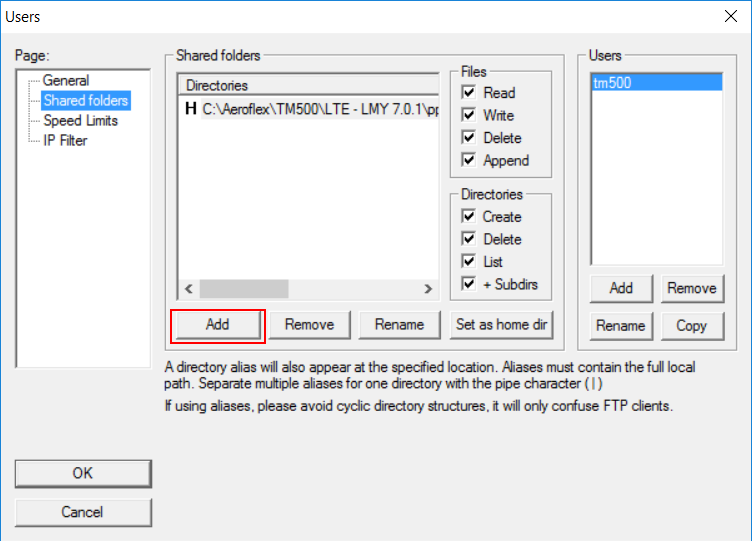 Users
Page:
General
Shared folders
Speed Limits
IP Filter
Shared folders
Directories
H C:\Aeroflex\TM500\LTE - LMY 7.0.1\pp
Files
Read
Write
Delete
Append
Directories
Create
Delete
List
+ Subdirs
Add
Remove
Rename
Set as home dir
Users
tm500
Add
Remove
Rename
Copy
A directory alias will also appear at the specified location. Aliases must contain the full local
path. Separate multiple aliases for one directory with the pipe character ( | )
If using aliases, please avoid cyclic directory structures, it will only confuse FTP clients.
OK
Cancel